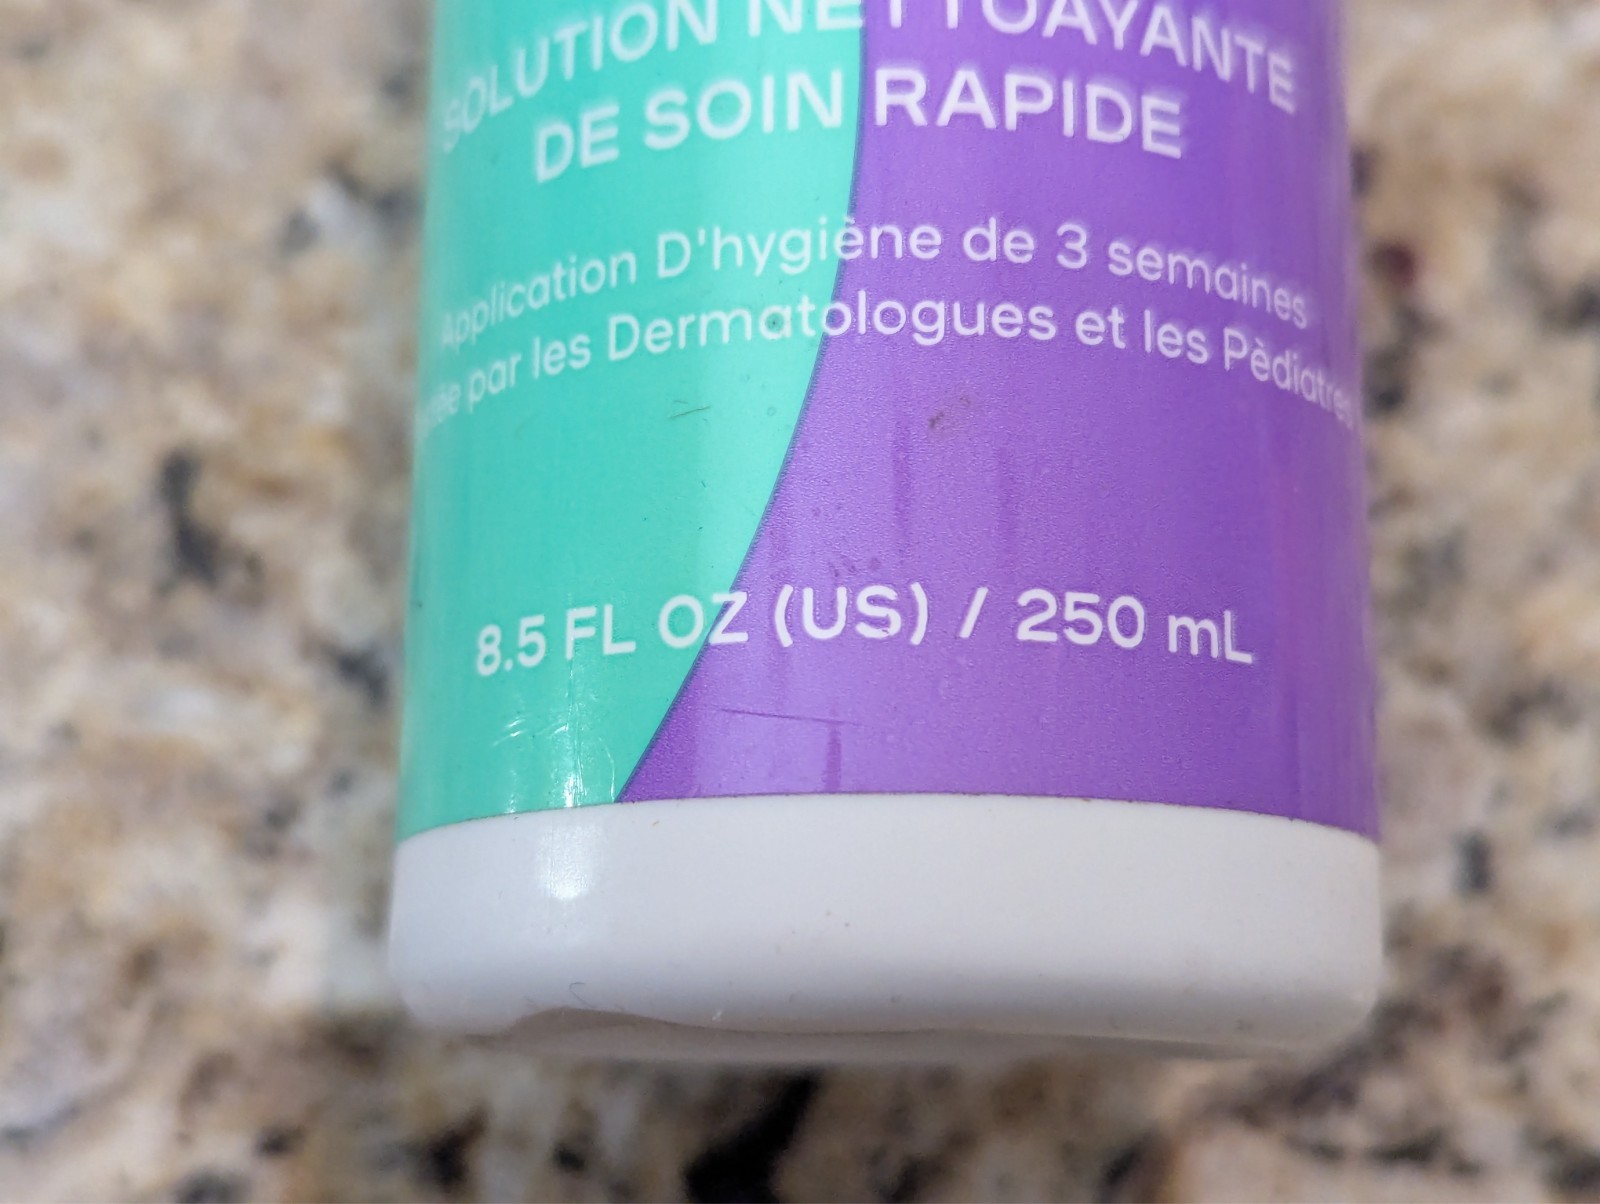 SOLUTION NETTOAYANTE
DE SOIN RAPIDE
Application D'hygiène de 3 semaines
par les Dermatologues et les Pèdiatres
8.5 FL OZ (US) / 250 mL